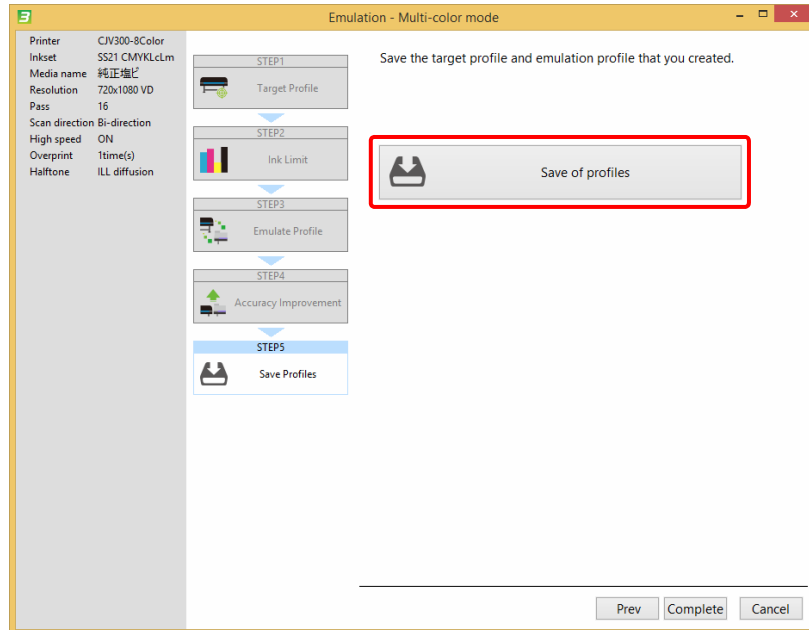 Emulation - Multi-color mode
Printer CJV300-8Color
Inkset SS21 CMYKLcLm
Media name 純正塩ビ
Resolution 720x1080 VD
Pass 16
Scan direction Bi-direction
High speed ON
Overprint 1time(s)
Halftone ILL diffusion
STEP1
Target Profile
STEP2
Ink Limit
STEP3
Emulate Profile
STEP4
Accuracy Improvement
STEP5
Save Profiles
Save the target profile and emulation profile that you created.
Save of profiles
Prev Complete Cancel